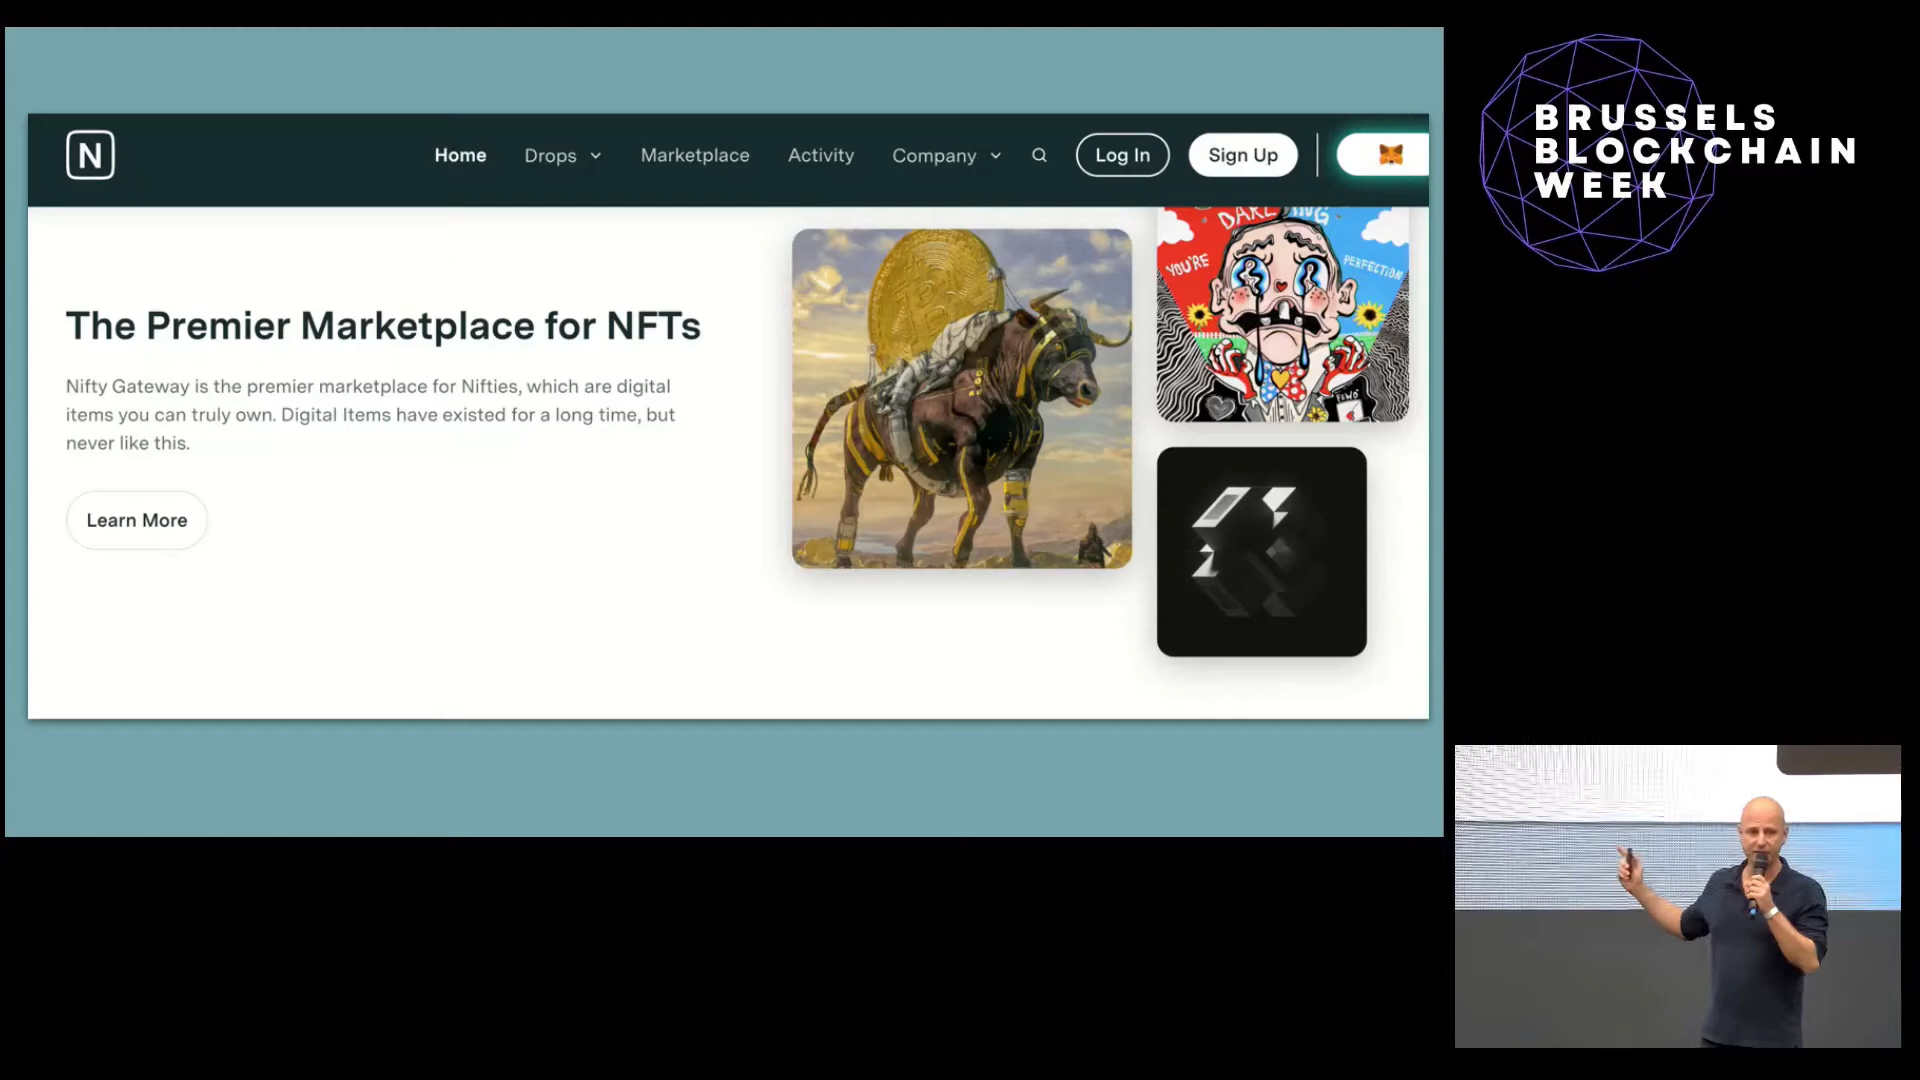 N
Home
Drops
Marketplace
Activity
Company
Log In
Sign Up
The Premier Marketplace for NFTs
Nifty Gateway is the premier marketplace for Nifties, which are digital
items you can truly own. Digital Items have existed for a long time, but
never like this.
Learn More
YOU'RE
PERFECTION
FEWO
BRUSSELS
BLOCKCHAIN
WEEK